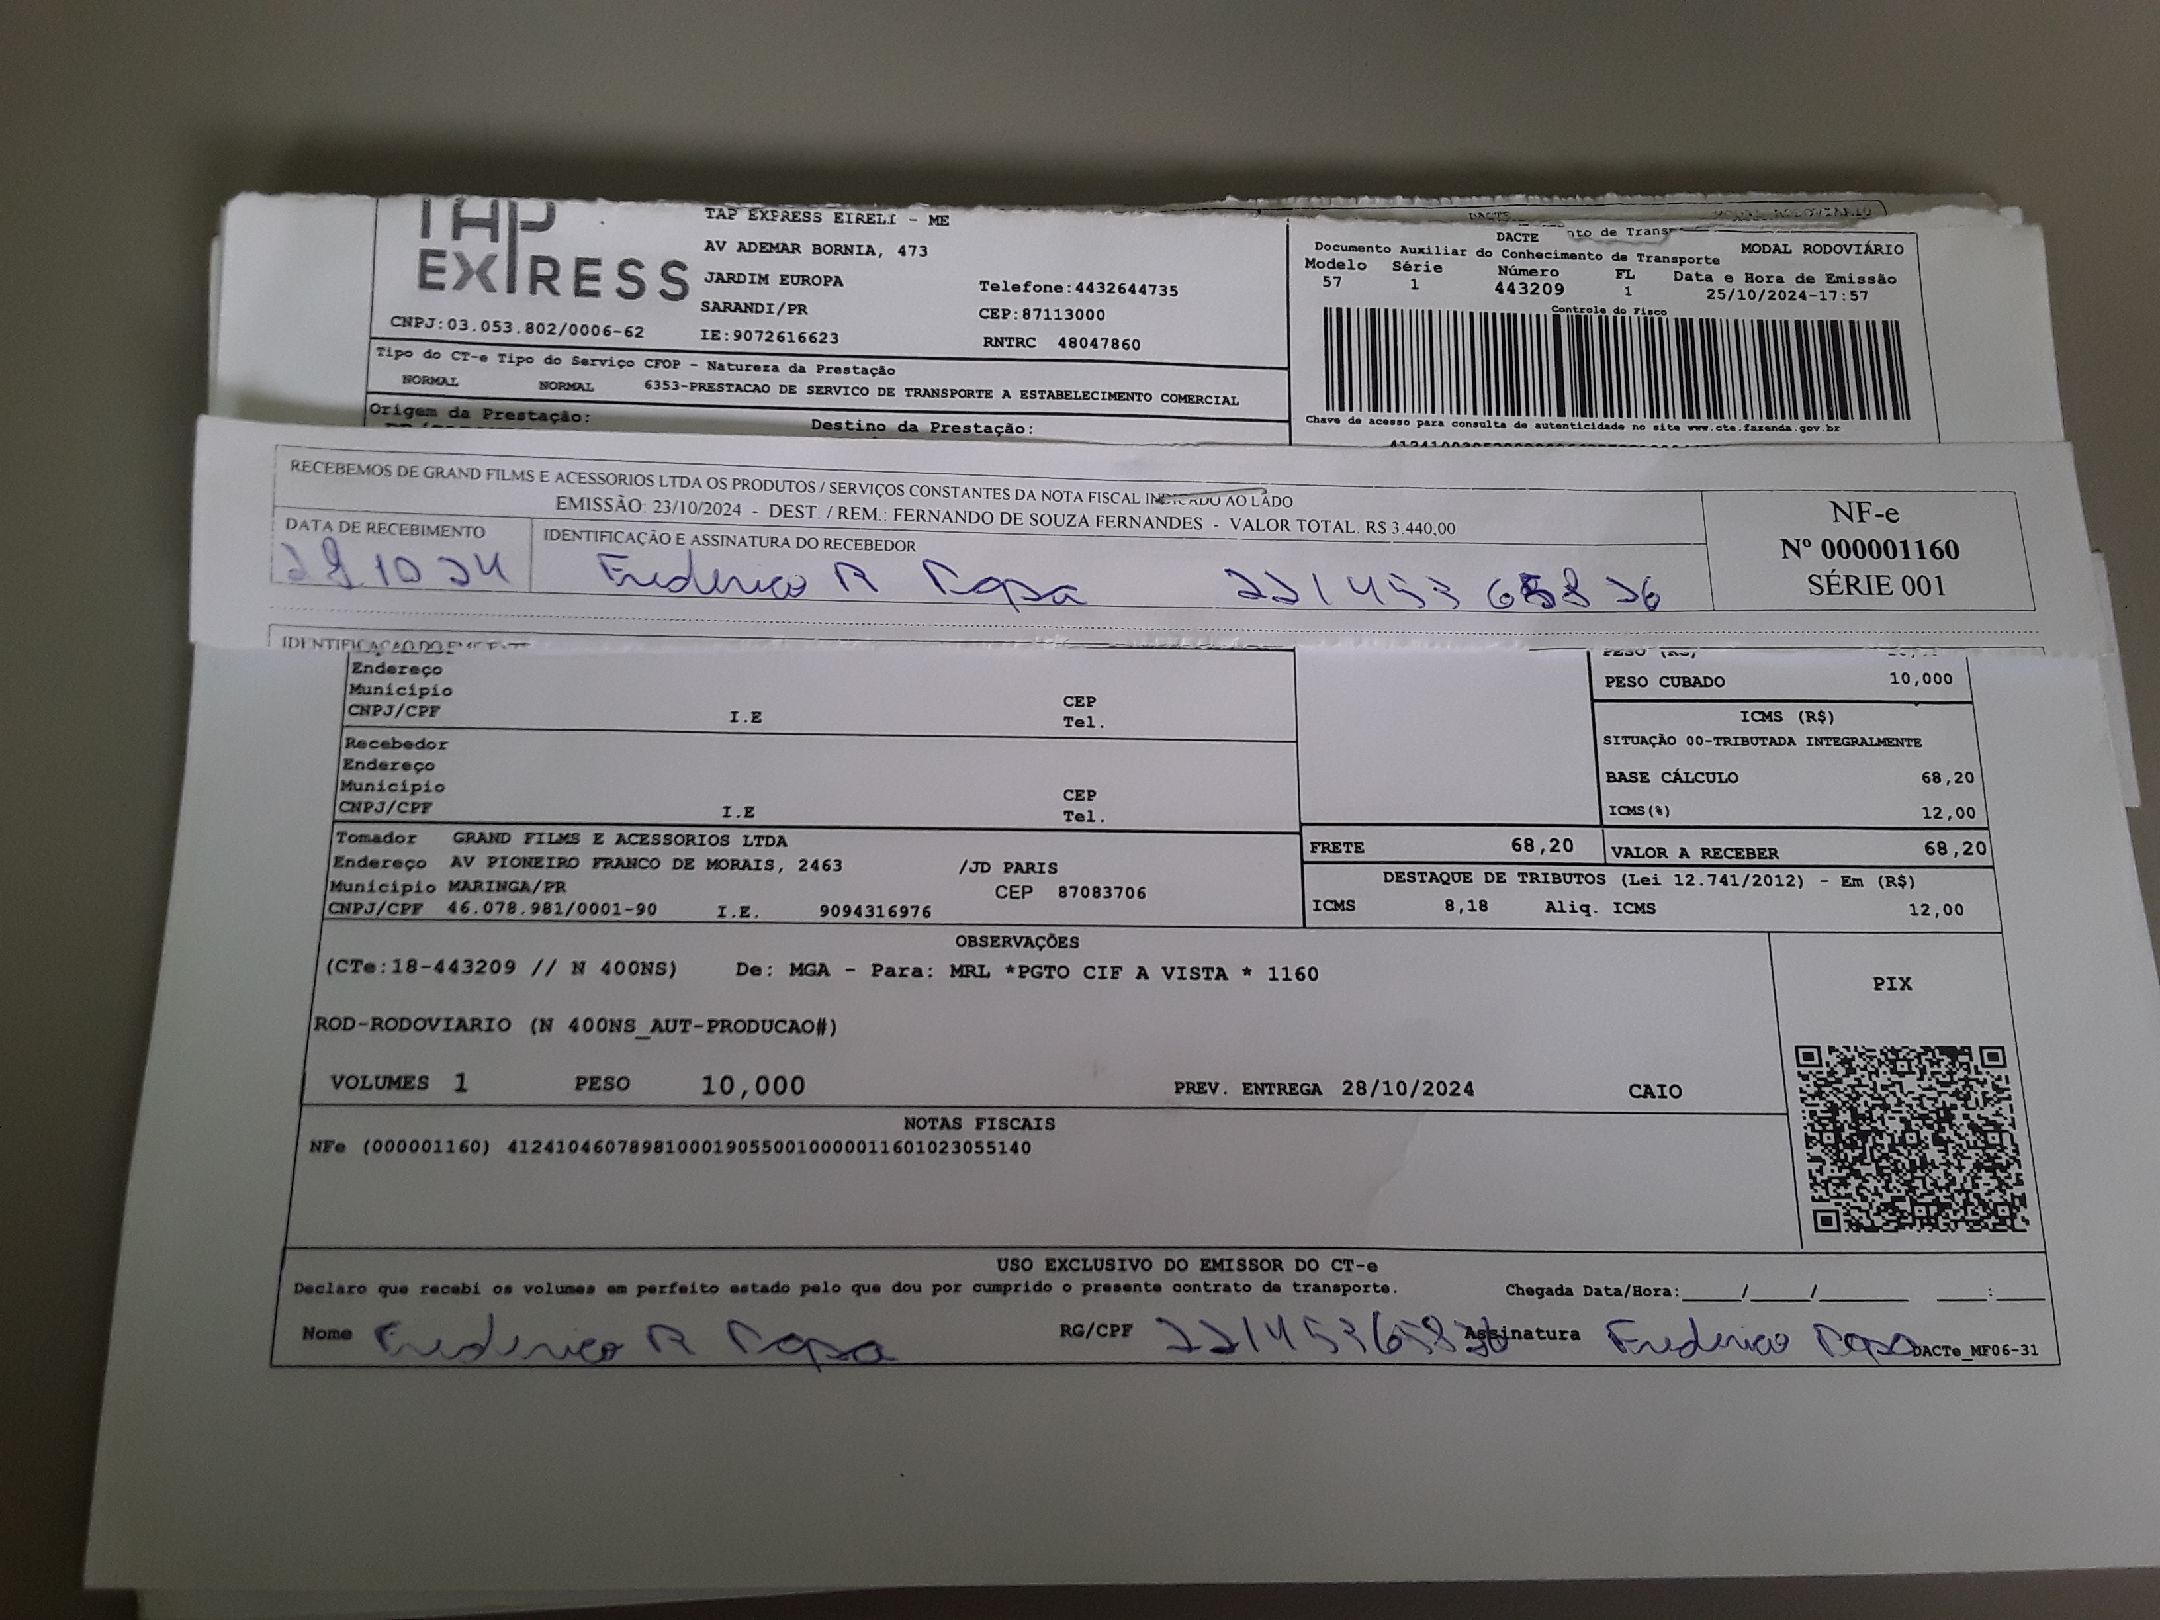 TAP EXPRESS
TAP EXPRESS EIRELI - ME
AV ADEMAR BORNIA, 473
JARDIM EUROPA
Telefone:4432644735
SARANDI/PR
CEP:87113000
CNPJ:03.053.802/0006-62
IE:9072616623
RNTRC 48047860
DACTE
MODAL RODOVIÁRIO
Documento Auxiliar do Conhecimento de Transporte
Modelo Série Número FL Data e Hora de Emissão
57 1 443209 1 25/10/2024-17:57
Controle do Fisco
Chave de acesso para consulta de autenticidade no site www.cte.fazenda.gov.br
Tipo do CT-e Tipo do Serviço CFOP - Natureza da Prestação
NORMAL NORMAL 6353-PRESTACAO DE SERVICO DE TRANSPORTE A ESTABELECIMENTO COMERCIAL
Origem da Prestação: Destino da Prestação:
RECEBEMOS DE GRAND FILMS E ACESSORIOS LTDA OS PRODUTOS / SERVIÇOS CONSTANTES DA NOTA FISCAL INDICADO AO LADO
EMISSÃO: 23/10/2024 - DEST. / REM.: FERNANDO DE SOUZA FERNANDES - VALOR TOTAL. R$ 3.440,00
DATA DE RECEBIMENTO
IDENTIFICAÇÃO E ASSINATURA DO RECEBEDOR
10 24 Frederico R
NF-e
Nº 000001160
SÉRIE 001
IDENTIFICAÇÃO DO
Endereço
Município CEP
CNPJ/CPF I.E Tel.
Recebedor
Endereço
Município CEP
CNPJ/CPF I.E Tel.
PESO CUBADO 10,000
ICMS (R$)
SITUAÇÃO 00-TRIBUTADA INTEGRALMENTE
BASE CÁLCULO 68,20
ICMS(%) 12,00
Tomador GRAND FILMS E ACESSORIOS LTDA
Endereço AV PIONEIRO FRANCO DE MORAIS, 2463 /JD PARIS
Município MARINGA/PR CEP 87083706
CNPJ/CPF 46.078.981/0001-90 I.E. 9094316976
FRETE 68,20 VALOR A RECEBER 68,20
DESTAQUE DE TRIBUTOS (Lei 12.741/2012) - Em (R$)
ICMS 8,18 Aliq. ICMS 12,00
OBSERVAÇÕES
(CTe:18-443209 // N 400NS) De: MGA - Para: MRL *PGTO CIF A VISTA * 1160
PIX
ROD-RODOVIARIO (N 400NS_AUT-PRODUCAO#)
VOLUMES 1 PESO 10,000 PREV. ENTREGA 28/10/2024 CAIO
NOTAS FISCAIS
NFe (000001160) 41241046078981000190550010000011601023055140
USO EXCLUSIVO DO EMISSOR DO CT-e
Declaro que recebi os volumes em perfeito estado pelo que dou por cumprido o presente contrato de transporte. Chegada Data/Hora:_____/_____/_______ ____:____
Nome Frederico R RG/CPF Assinatura Frederico
DACTe_MF06-31